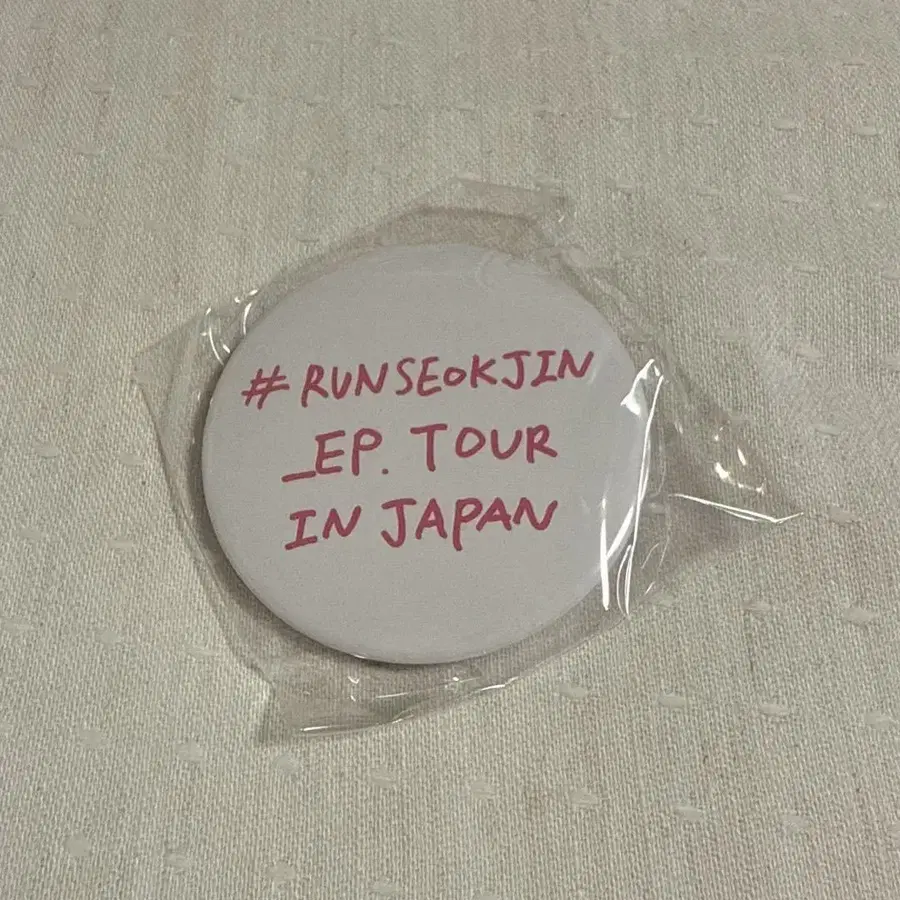 # RUNSEOKJIN
_EP. TOUR
IN JAPAN